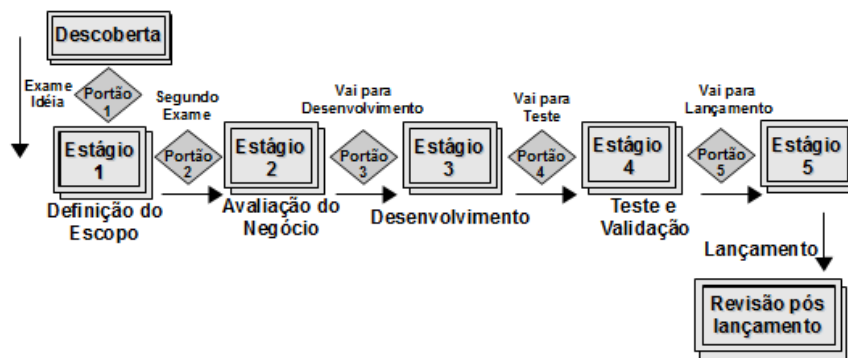 Descoberta
Exame
Idéia
Portão
1
Estágio
1
Definição do
Escopo
Segundo
Exame
Portão
2
Estágio
2
Avaliação do
Negócio
Vai para
Desenvolvimento
Portão
3
Estágio
3
Desenvolvimento
Vai para
Teste
Portão
4
Estágio
4
Teste e
Validação
Vai para
Lançamento
Portão
5
Estágio
5
Lançamento
Revisão pós
lançamento